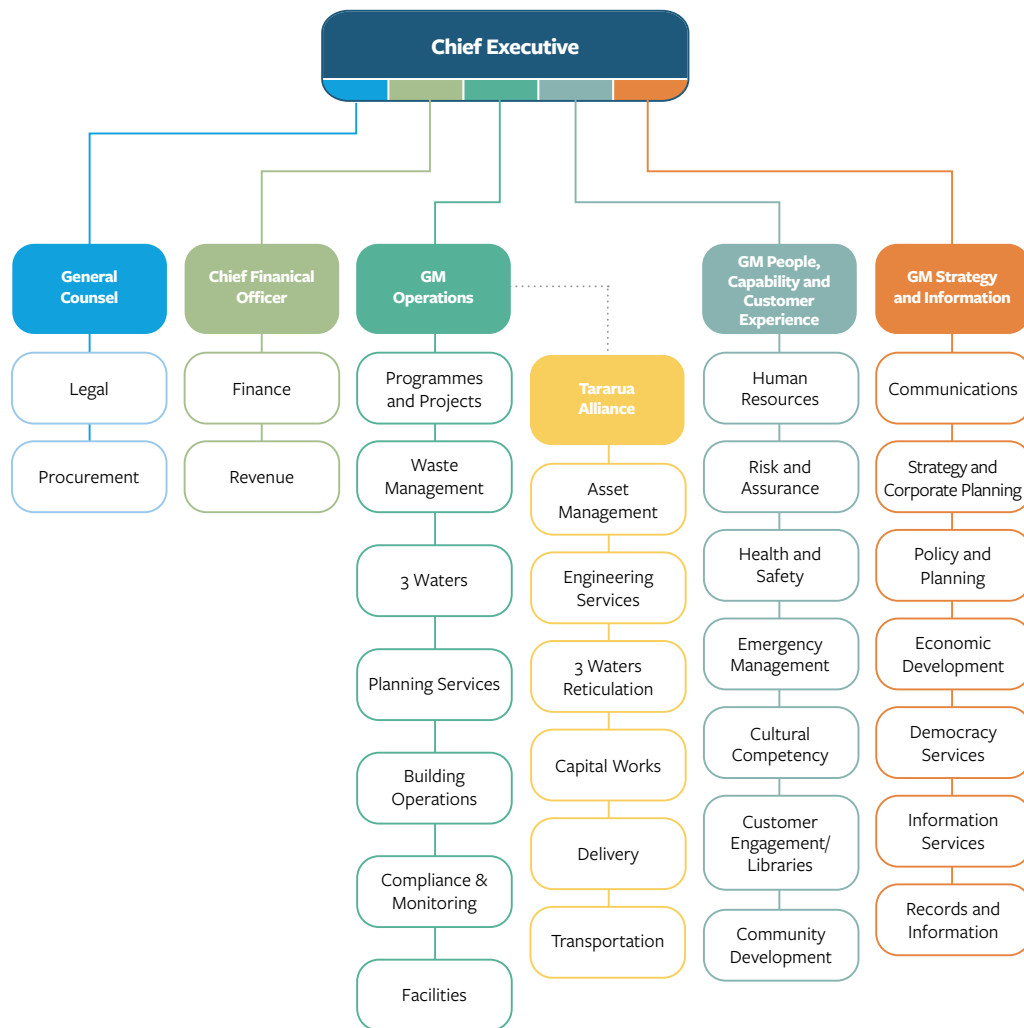 Chief Executive
General
Counsel
Legal
Procurement
Chief Finanical
Officer
Finance
Revenue
GM
Operations
Programmes
and Projects
Waste
Management
3 Waters
Planning Services
Building
Operations
Compliance &
Monitoring
Facilities
Tararua
Alliance
Asset
Management
Engineering
Services
3 Waters
Reticulation
Capital Works
Delivery
Transportation
GM People,
Capability and
Customer
Experience
Human
Resources
Risk and
Assurance
Health and
Safety
Emergency
Management
Cultural
Competency
Customer
Engagement/
Libraries
Community
Development
GM Strategy
and Information
Communications
Strategy and
Corporate Planning
Policy and
Planning
Economic
Development
Democracy
Services
Information
Services
Records and
Information